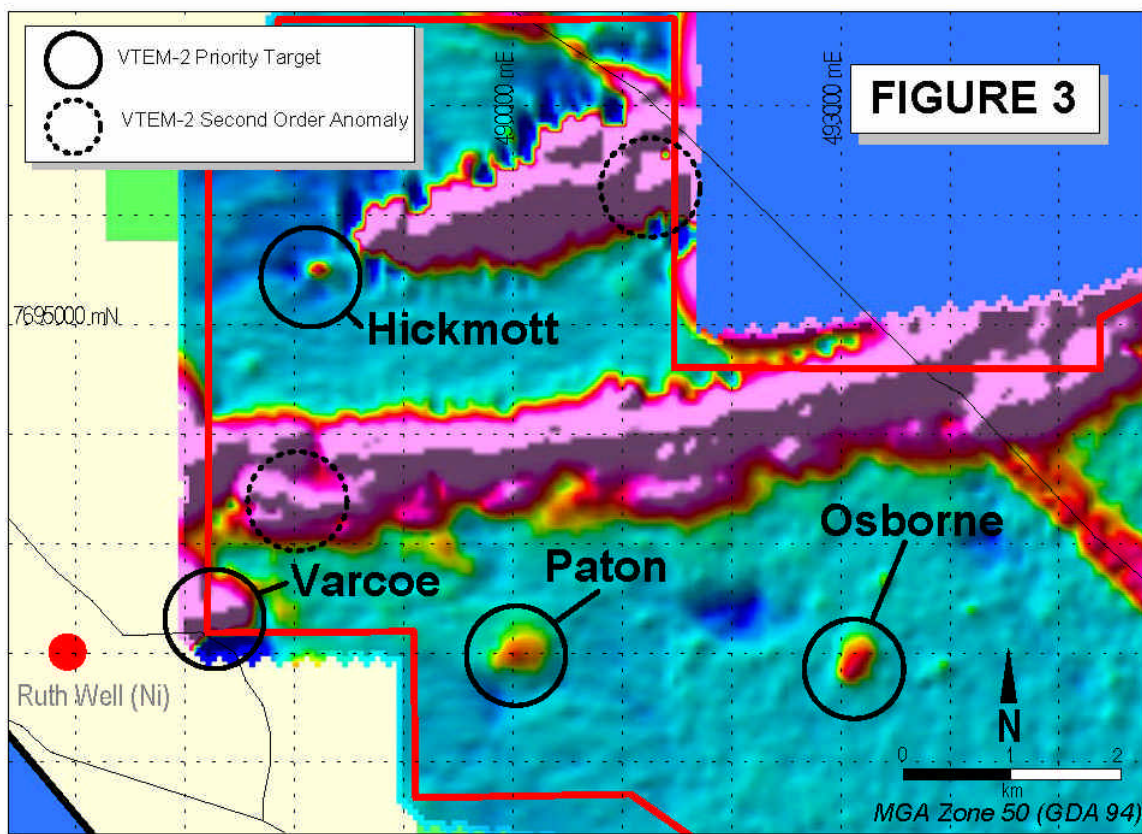 VTEM-2 Priority Target
VTEM-2 Second Order Anomaly
490000 mE
493000 mE
FIGURE 3
7695000 mN
Hickmott
Osborne
Paton
Varcoe
Ruth Well (Ni)
N
0 1 2
km
MGA Zone 50 (GDA 94)